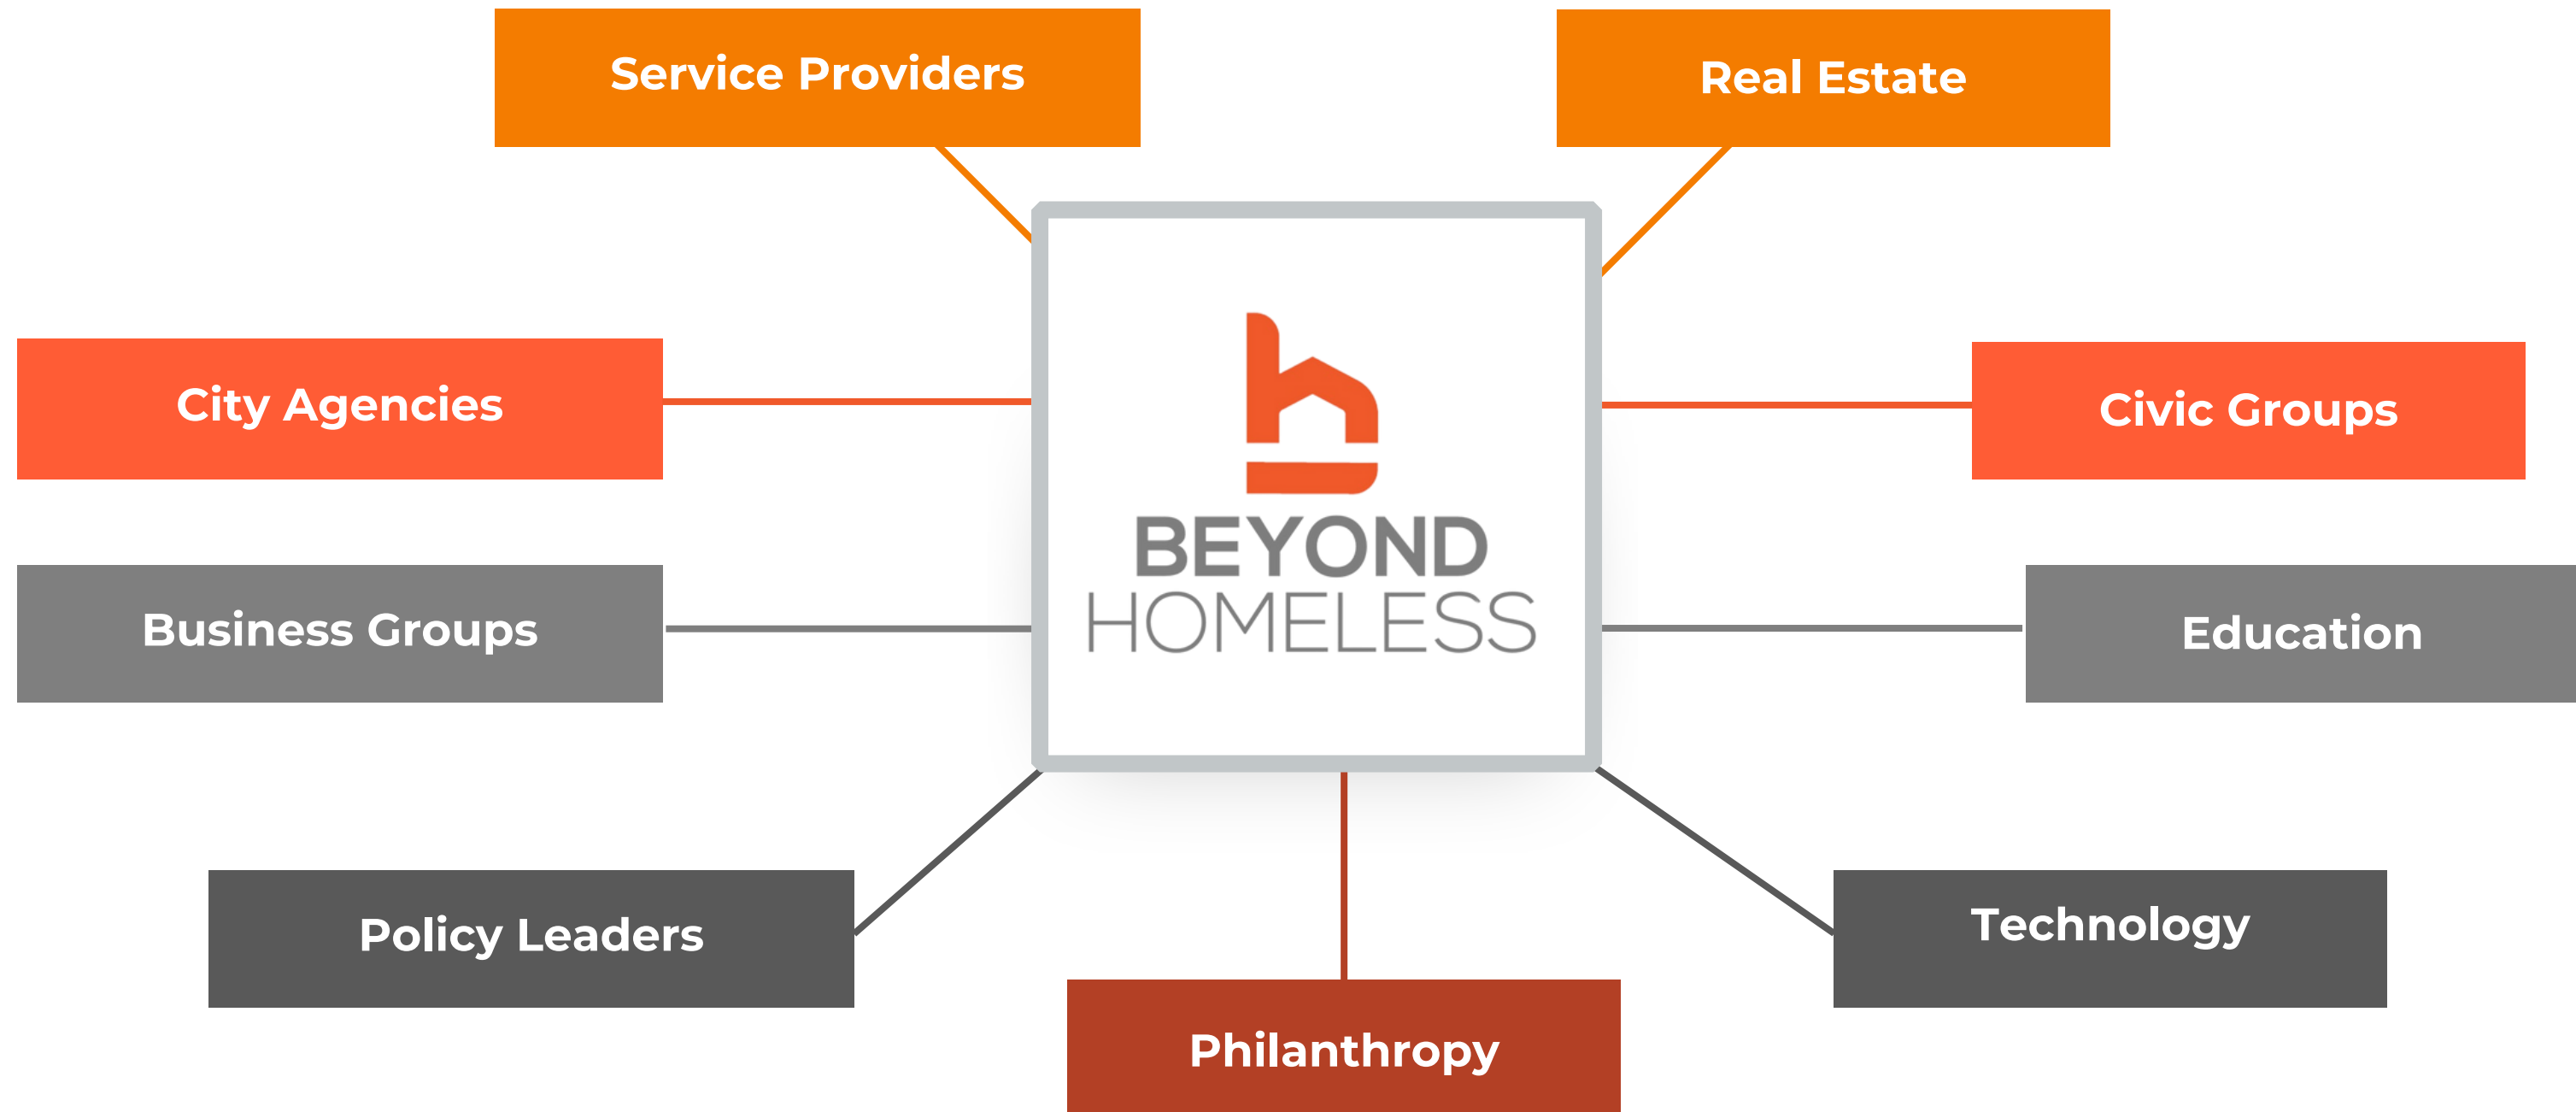 Service Providers
Real Estate
City Agencies
Civic Groups
BEYOND
HOMELESS
Business Groups
Education
Policy Leaders
Technology
Philanthropy